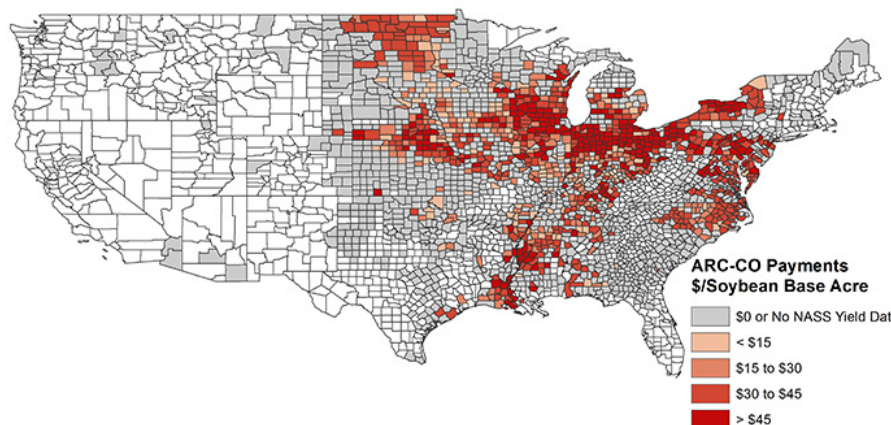 ARC-CO Payments
$/Soybean Base Acre
$0 or No NASS Yield Dat
< $15
$15 to $30
$30 to $45
> $45